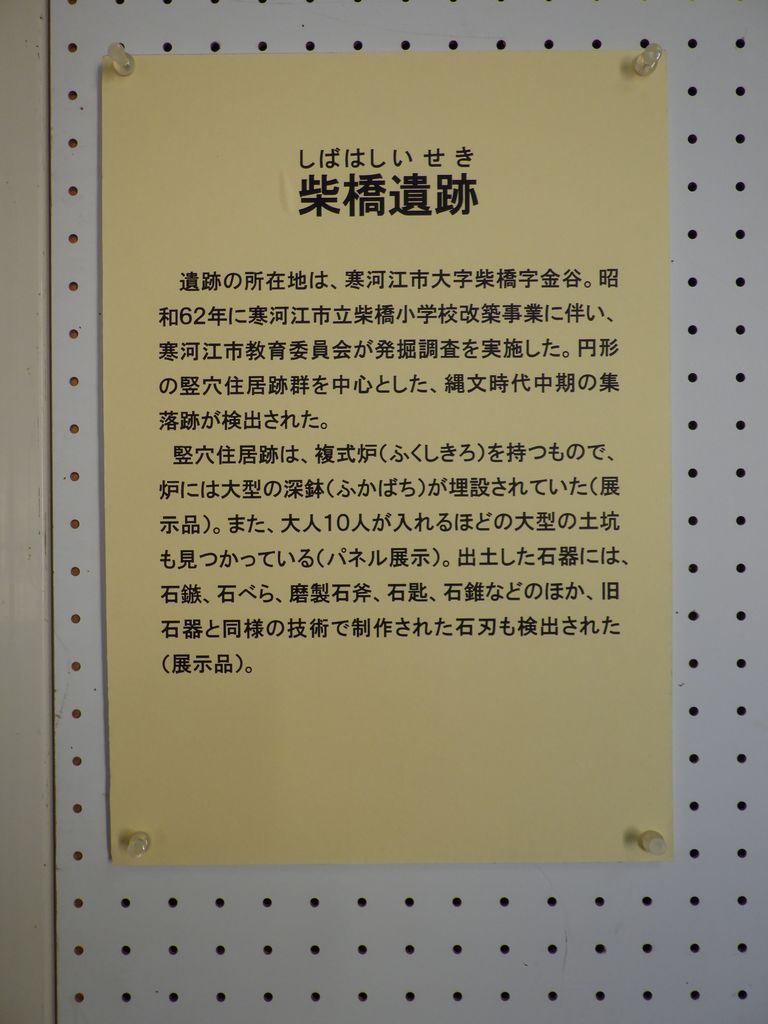 しばはしいせき
柴橋遺跡
遺跡の所在地は、寒河江市大字柴橋字金谷。昭
和62年に寒河江市立柴橋小学校改築事業に伴い、
寒河江市教育委員会が発掘調査を実施した。円形
の竪穴住居跡群を中心とした、縄文時代中期の集
落跡が検出された。
竪穴住居跡は、複式炉(ふくしきろ)を持つもので、
炉には大型の深鉢(ふかばち)が埋設されていた(展
示品)。また、大人10人が入れるほどの大型の土坑
も見つかっている(パネル展示)。出土した石器には、
石鏃、石べら、磨製石斧、石匙、石錐などのほか、旧
石器と同様の技術で制作された石刃も検出された
(展示品)。